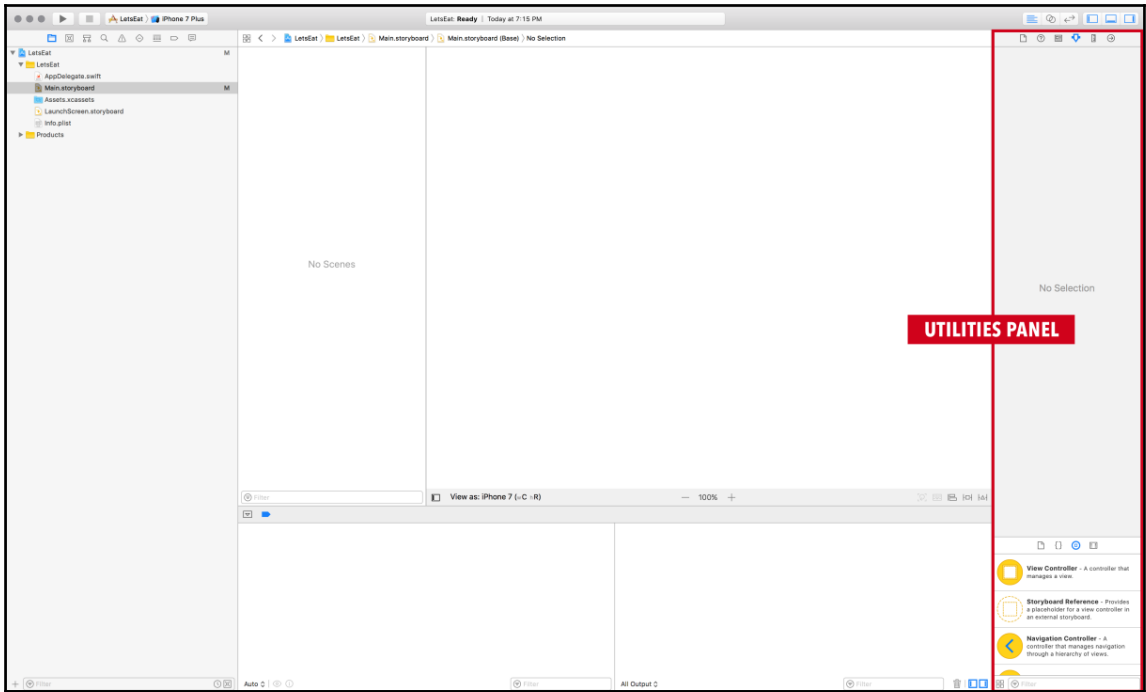 LetsEat
iPhone 7 Plus
LetsEat: Ready | Today at 7:15 PM
LetsEat
LetsEat
Main.storyboard
Main.storyboard (Base)
No Selection
LetsEat
M
LetsEat
AppDelegate.swift
Main.storyboard
M
Assets.xcassets
LaunchScreen.storyboard
Info.plist
Products
No Scenes
No Selection
UTILITIES PANEL
Filter
View as: iPhone 7 (wC hR)
100%
View Controller - A controller that
manages a view.
Storyboard Reference - Provides
a placeholder for a view controller in
an external storyboard.
Navigation Controller - A
controller that manages navigation
through a hierarchy of views.
Filter
Auto
Filter
All Output
Filter
Filter